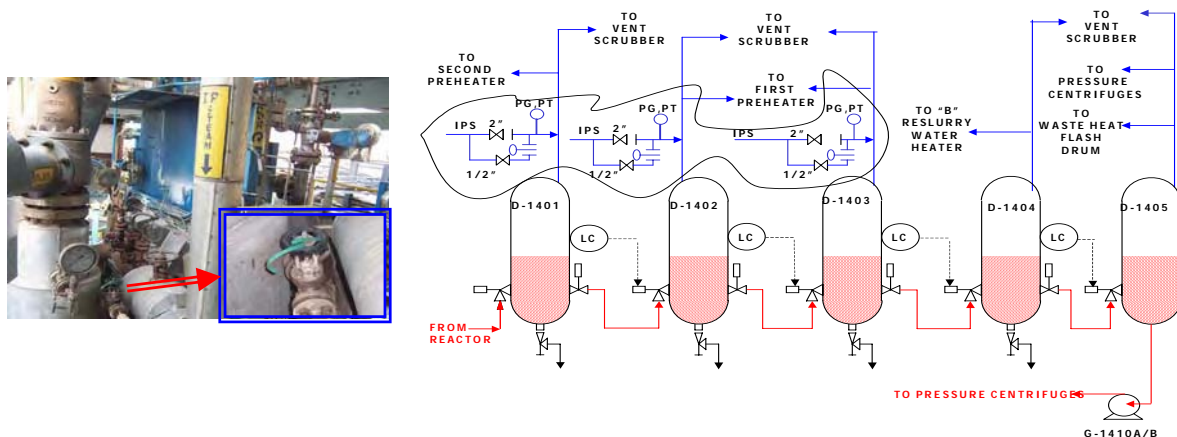 IP STEAM
TO
VENT
SCRUBBER
TO
VENT
SCRUBBER
TO
VENT
SCRUBBER
TO
SECOND
PREHEATER
TO
FIRST
PREHEATER
TO
PRESSURE
CENTRIFUGES
TO "B"
RESLURRY
WATER
HEATER
TO
WASTE HEAT
FLASH
DRUM
PG,PT
IPS 2"
1/2"
PG,PT
IPS 2"
1/2"
PG,PT
IPS 2"
1/2"
D-1401
D-1402
D-1403
D-1404
D-1405
LC
LC
LC
LC
FROM
REACTOR
TO PRESSURE CENTRIFUGES
G-1410A/B